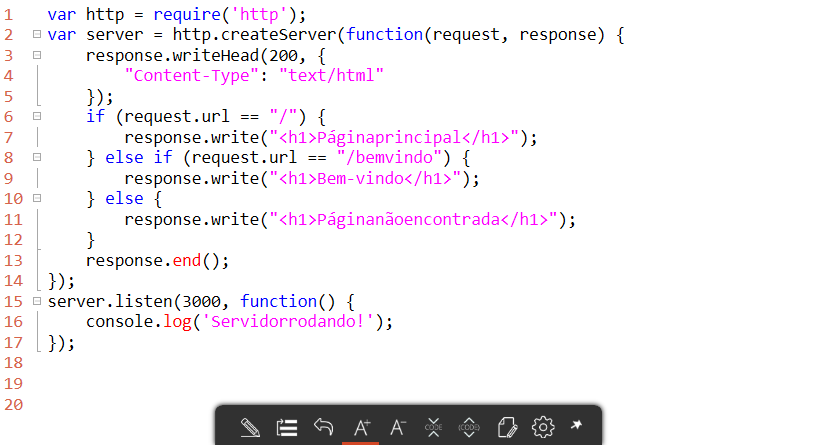 1 var http = require('http');
2 var server = http.createServer(function(request, response) {
3     response.writeHead(200, {
4         "Content-Type": "text/html"
5     });
6     if (request.url == "/") {
7         response.write("<h1>Páginaprincipal</h1>");
8     } else if (request.url == "/bemvindo") {
9         response.write("<h1>Bem-vindo</h1>");
10     } else {
11         response.write("<h1>Páginanãoencontrada</h1>");
12     }
13     response.end();
14 });
15 server.listen(3000, function() {
16     console.log('Servidorrodando!');
17 });
18
19
20
A+ A- CODE {CODE}